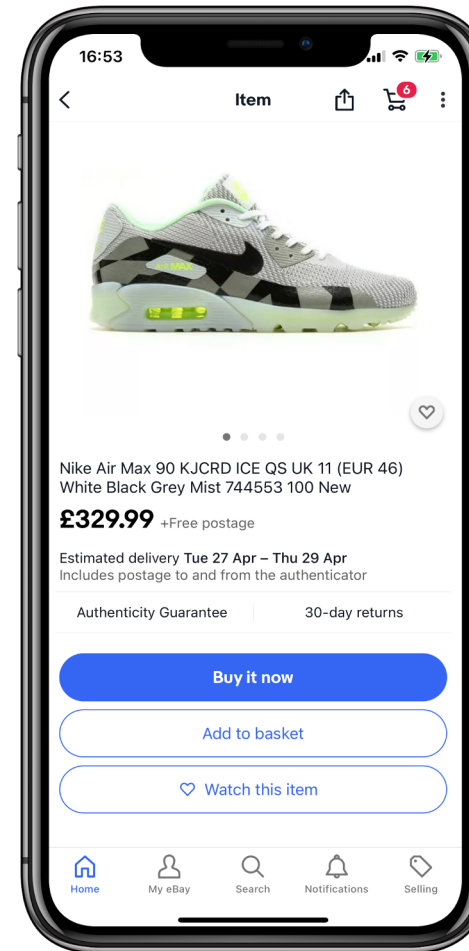 16:53
Item
6
AIR MAX
Nike Air Max 90 KJCRD ICE QS UK 11 (EUR 46)
White Black Grey Mist 744553 100 New
£329.99 +Free postage
Estimated delivery Tue 27 Apr – Thu 29 Apr
Includes postage to and from the authenticator
Authenticity Guarantee 30-day returns
Buy it now
Add to basket
Watch this item
Home My eBay Search Notifications Selling